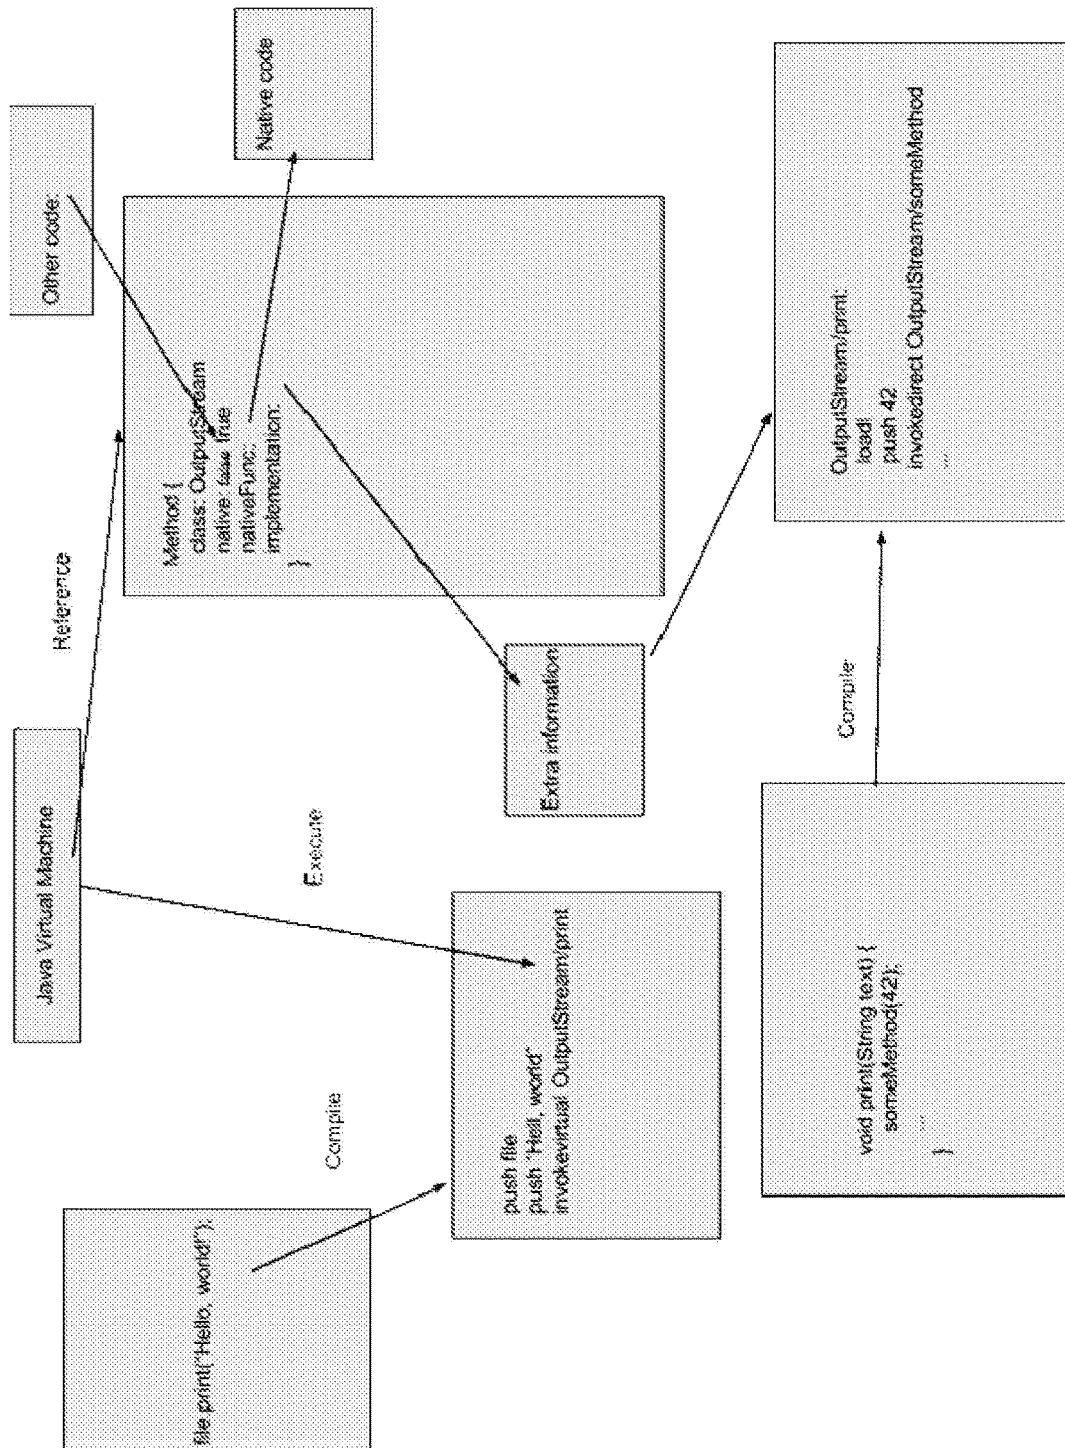 file print("Hello, world!");
Compile
Java Virtual Machine
Reference
Execute
push file
push "Hell, world"
invokevirtual OutputStream/print
Other code:
Method {
class: OutputStream
native: false true
nativeFunc:
implementation:
}
Native code
Extra information
void print(String text) {
someMethod(42);
...
}
Compile
OutputStream/print:
load!
push 42
invokedirect OutputStream/someMethod
...